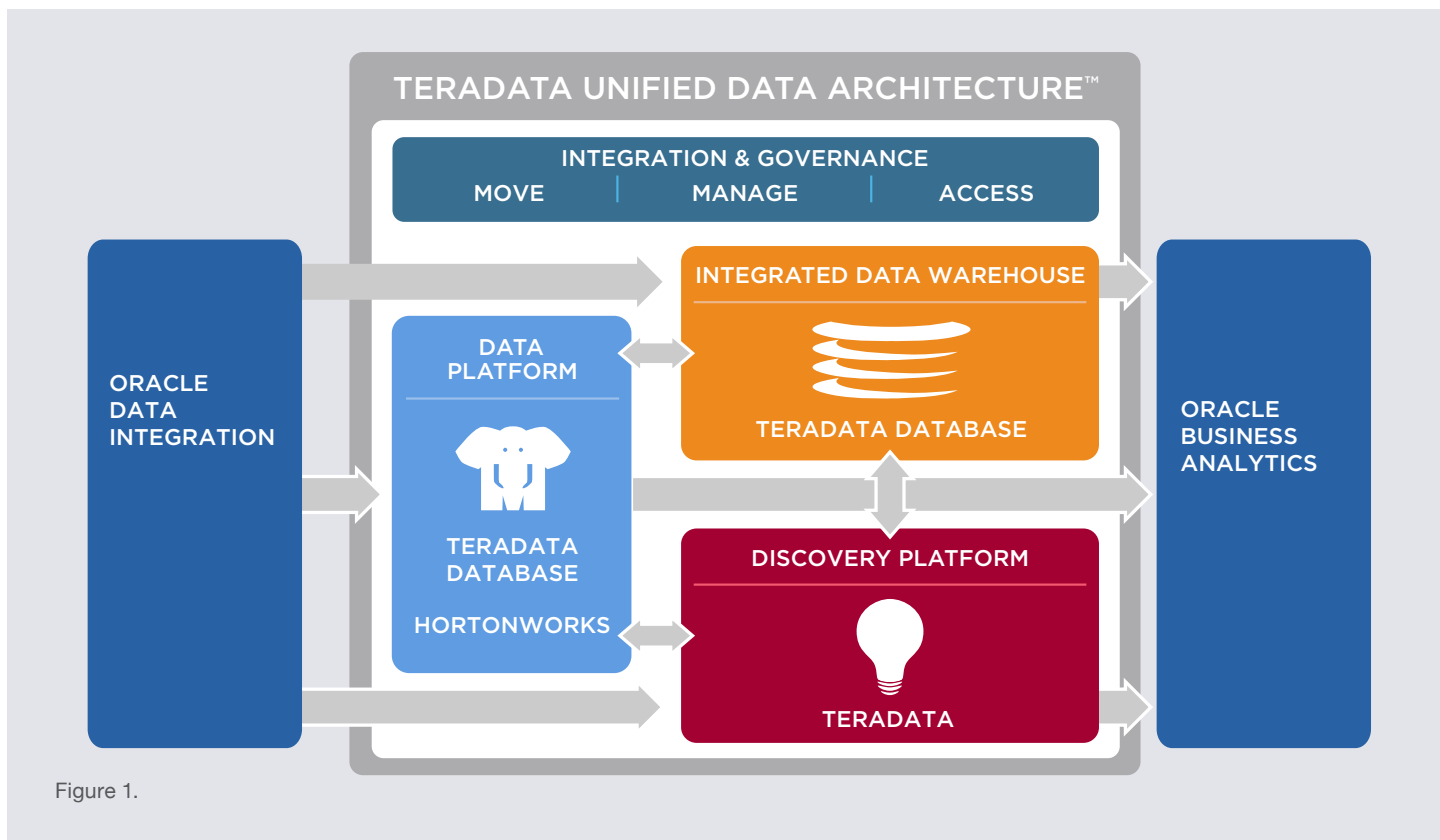 TERADATA UNIFIED DATA ARCHITECTURE™
INTEGRATION & GOVERNANCE
MOVE | MANAGE | ACCESS
ORACLE
DATA
INTEGRATION
DATA
PLATFORM
TERADATA
DATABASE
HORTONWORKS
INTEGRATED DATA WAREHOUSE
TERADATA DATABASE
DISCOVERY PLATFORM
TERADATA
ORACLE
BUSINESS
ANALYTICS
Figure 1.